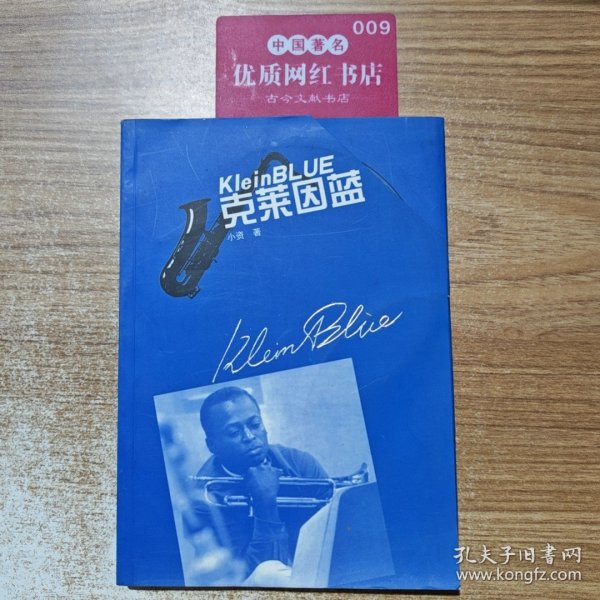 009
中国著名
优质网红书店
古今文献书店
KleinBLUE
克莱因蓝
小资 著
Klein Blue
孔夫子旧书网
www.kongfz.com